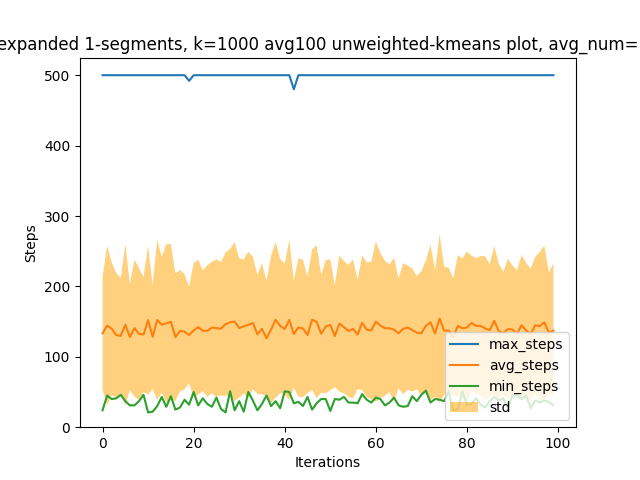 expanded 1-segments, k=1000 avg100 unweighted-kmeans plot, avg_num=
500
400
300
200
100
0
Steps
max_steps
avg_steps
min_steps
std
0 20 40 60 80 100
Iterations